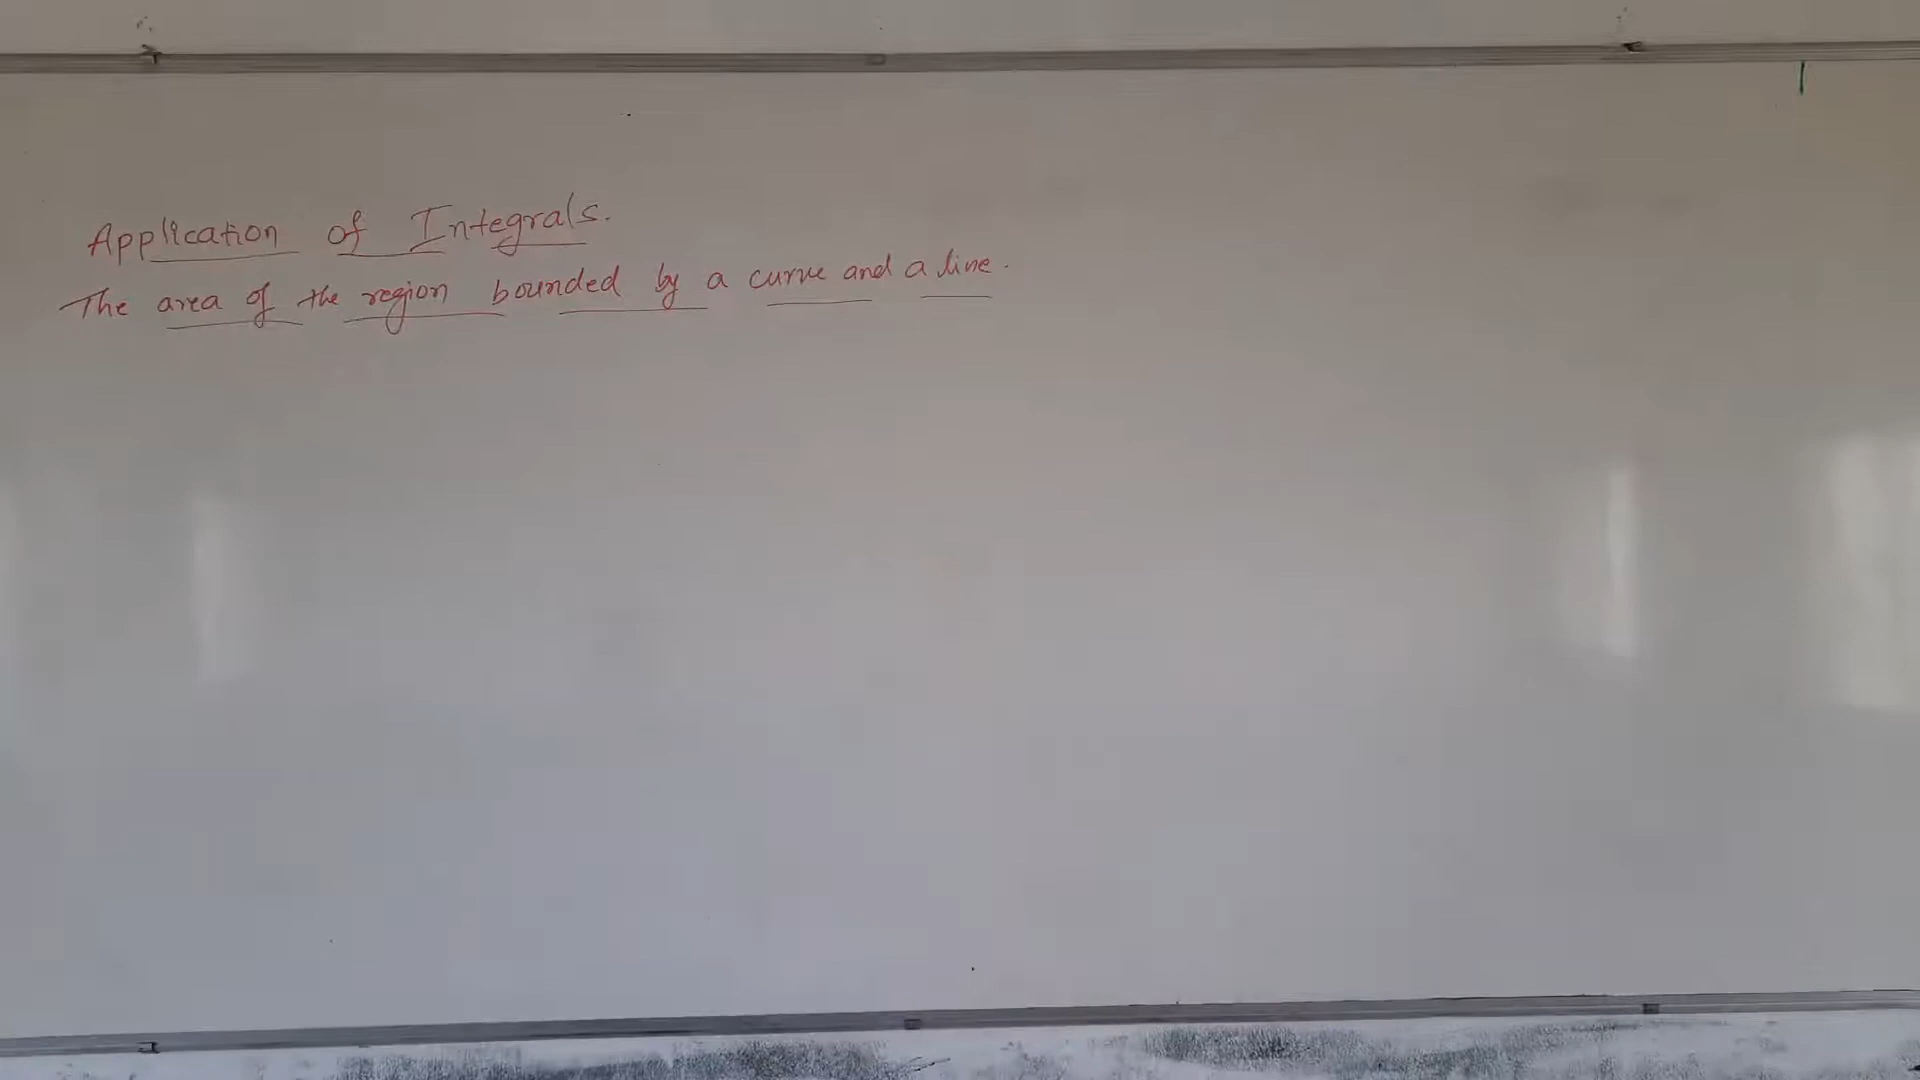 Application of Integrals.
The area of the region bounded by a curve and a line.